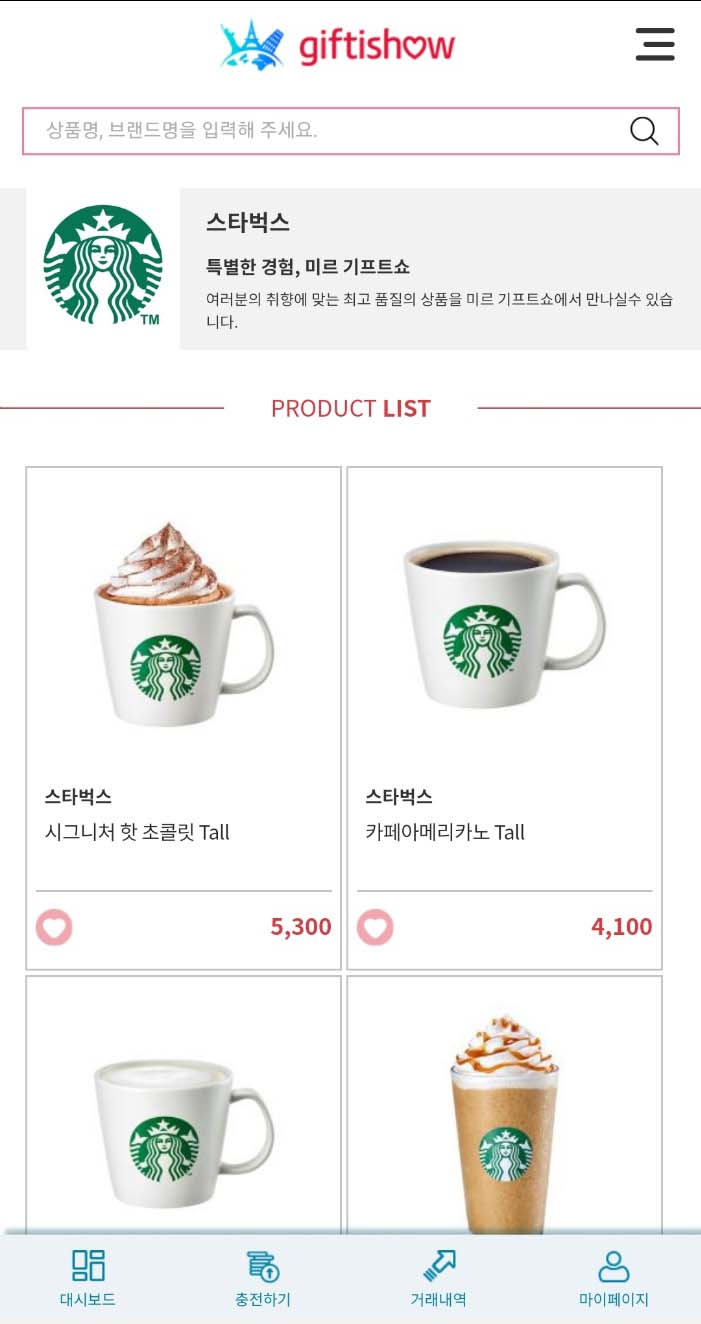 giftishow
상품명, 브랜드명을 입력해 주세요.
스타벅스
특별한 경험, 미르 기프트쇼
여러분의 취향에 맞는 최고 품질의 상품을 미르 기프트쇼에서 만나실수 있습
니다.
TM
PRODUCT LIST
스타벅스
시그니처 핫 초콜릿 Tall
5,300
스타벅스
카페아메리카노 Tall
4,100
대시보드
충전하기
거래내역
마이페이지